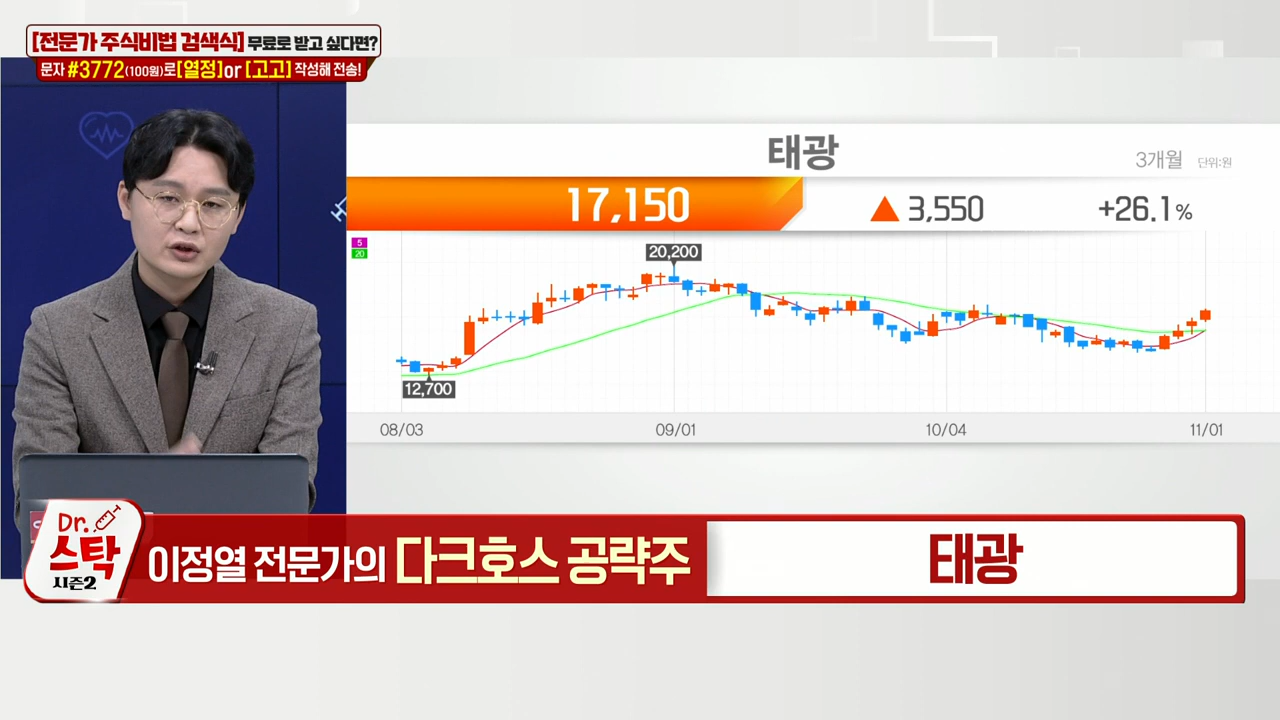 [전문가 주식비법 검색식] 무료로 받고 싶다면?
문자 #3772(100원)로 [열정] or [고고] 작성해 전송!
태광
3개월 단위:원
17,150 ▲ 3,550 +26.1%
5
20
20,200
12,700
08/03 09/01 10/04 11/01
Dr.
스탁
시즌2
이정열 전문가의 다크호스 공략주 태광